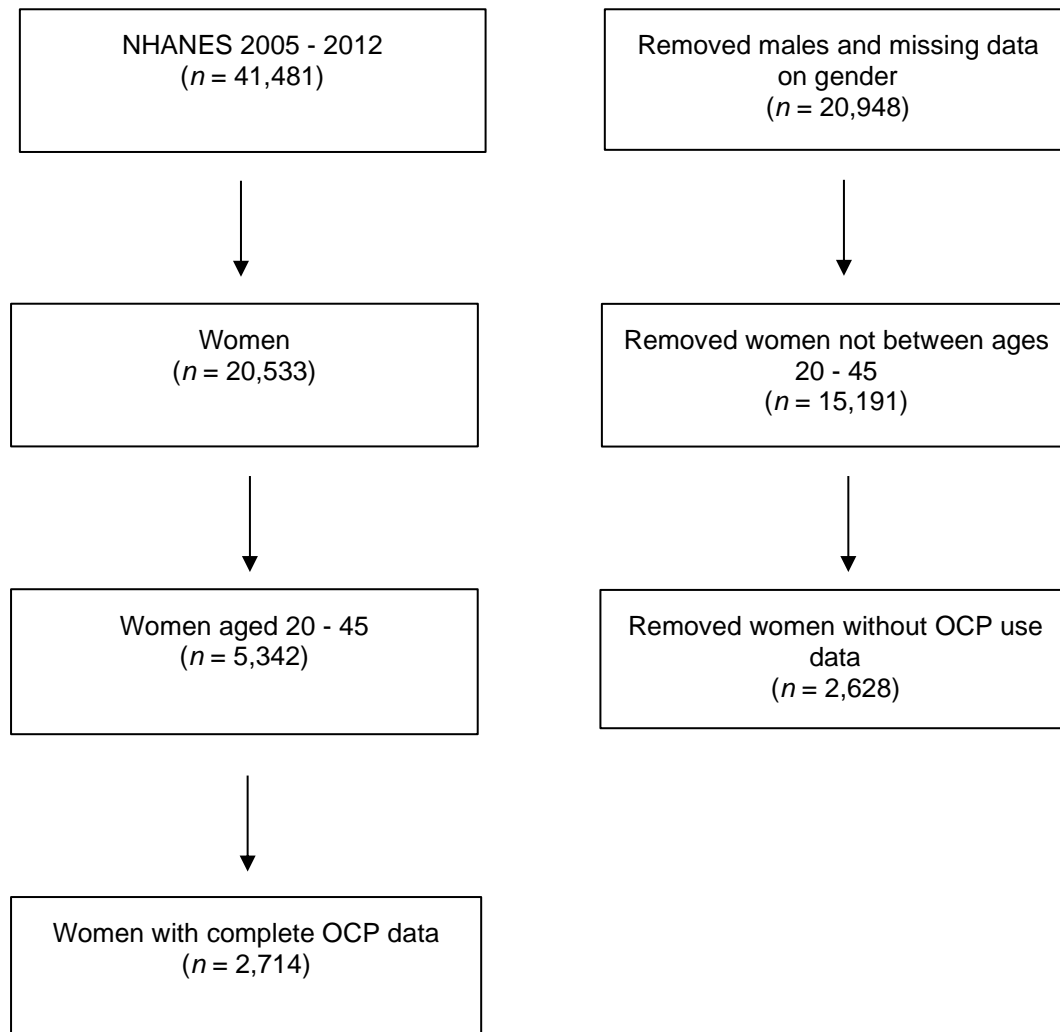 NHANES 2005 - 2012
(n = 41,481)
Removed males and missing data
on gender
(n = 20,948)
Women
(n = 20,533)
Removed women not between ages
20 - 45
(n = 15,191)
Women aged 20 - 45
(n = 5,342)
Removed women without OCP use
data
(n = 2,628)
Women with complete OCP data
(n = 2,714)